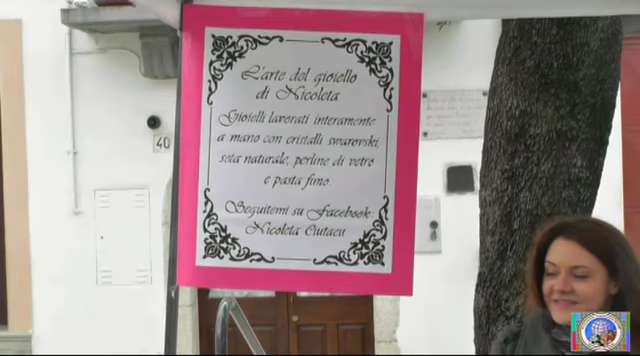 L'arte del gioiello
di Nicoleta
Gioielli lavorati interamente
a mano con cristalli swarovski,
seta naturale, perline di vetro
e pasta fimo.
Seguitemi su Facebook:
Nicoleta Ciutacu
40